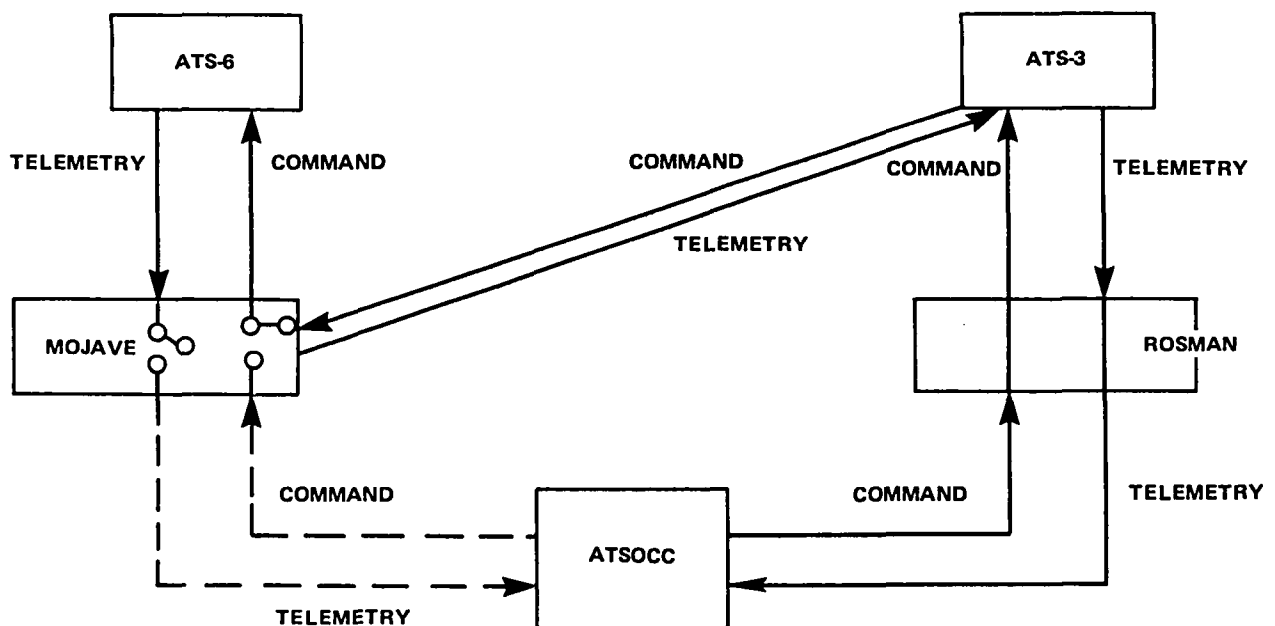 ATS-6
ATS-3
TELEMETRY
COMMAND
COMMAND
COMMAND
TELEMETRY
TELEMETRY
MOJAVE
ROSMAN
COMMAND
COMMAND
TELEMETRY
ATSOCC
TELEMETRY